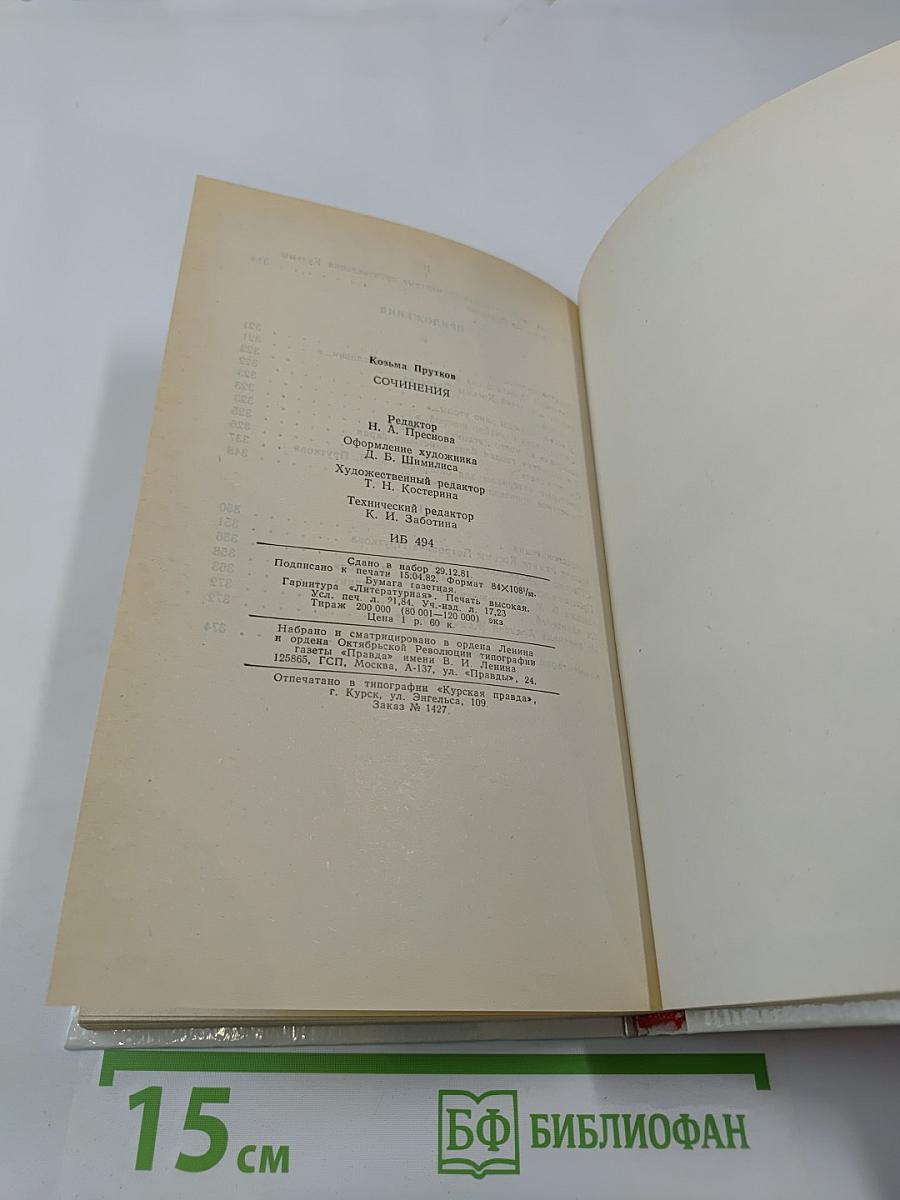 Козьма Прутков
СОЧИНЕНИЯ
Редактор
Н. А. Преснова
Оформление художника
Д. Б. Шимилиса
Художественный редактор
Т. Н. Костерина
Технический редактор
К. И. Заботина
ИБ 494
Сдано в набор 29.12.81.
Подписано к печати 15.04.82. Формат 84×108¹/₃₂.
Бумага газетная.
Гарнитура «Литературная». Печать высокая.
Усл. печ. л. 21,84. Уч.-изд. л. 17,23
Тираж 200 000 (80 001—120 000) экз
Цена 1 р. 60 к.
Набрано и сматрицировано в ордена Ленина
и ордена Октябрьской Революции типографии
газеты «Правда» имени В. И. Ленина
125865, ГСП, Москва, А-137, ул. «Правды», 24.
Отпечатано в типографии «Курская правда»,
г. Курск, ул. Энгельса, 109.
Заказ № 1427.
15 см
БФ БИБЛИОФАН